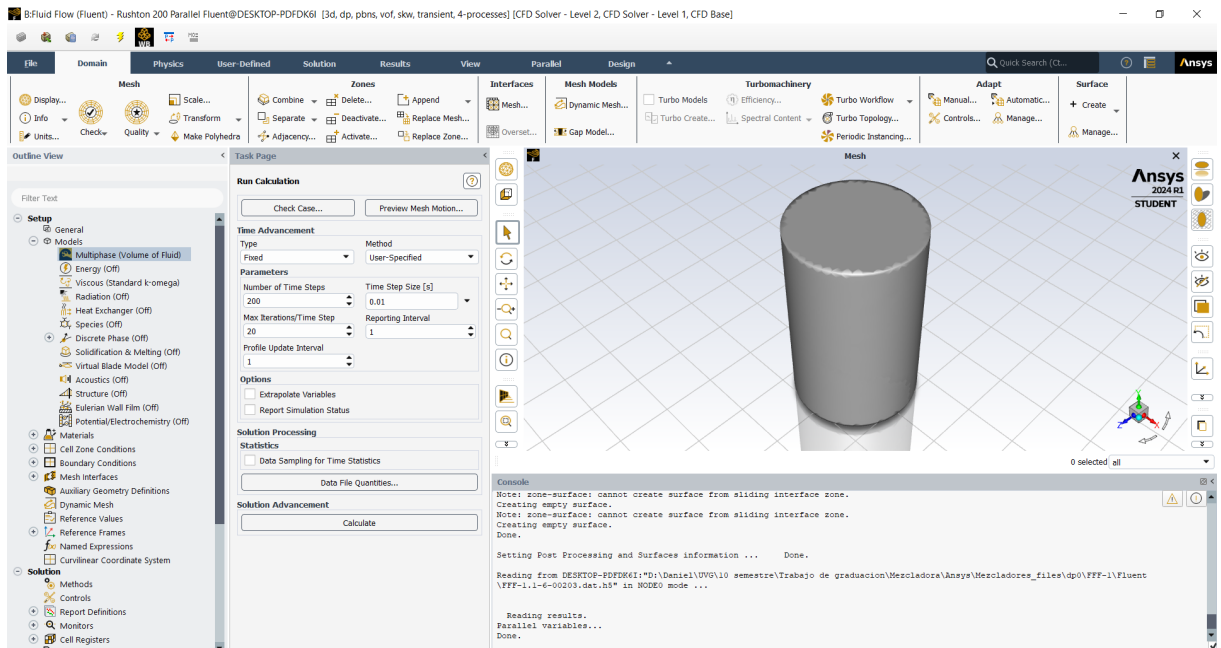 B:Fluid Flow (Fluent) - Rushton 200 Parallel Fluent@DESKTOP-PDFDK6I [3d, dp, pbns, vof, skw, transient, 4-processes] [CFD Solver - Level 2, CFD Solver - Level 1, CFD Base]
WB
File Domain Physics User-Defined Solution Results View Parallel Design Quick Search (Ct... Ansys
Mesh Zones Interfaces Mesh Models Turbomachinery Adapt Surface
Display... Scale... Combine Delete... Append Mesh... Dynamic Mesh... Turbo Models Efficiency... Turbo Workflow Manual... Automatic... + Create
Info Check Quality Transform Separate Deactivate... Replace Mesh... Turbo Create... Spectral Content Turbo Topology... Controls... Manage...
Units... Make Polyhedra Adjacency... Activate... Replace Zone... Overset... Gap Model... Periodic Instancing... Manage...
Outline View
Filter Text
Setup
General
Models
Multiphase (Volume of Fluid)
Energy (Off)
Viscous (Standard k-omega)
Radiation (Off)
Heat Exchanger (Off)
Species (Off)
Discrete Phase (Off)
Solidification & Melting (Off)
Virtual Blade Model (Off)
Acoustics (Off)
Structure (Off)
Eulerian Wall Film (Off)
Potential/Electrochemistry (Off)
Materials
Cell Zone Conditions
Boundary Conditions
Mesh Interfaces
Auxiliary Geometry Definitions
Dynamic Mesh
Reference Values
Reference Frames
Named Expressions
Curvilinear Coordinate System
Solution
Methods
Controls
Report Definitions
Monitors
Cell Registers
Task Page
Run Calculation
Check Case... Preview Mesh Motion...
Time Advancement
Type Method
Fixed User-Specified
Parameters
Number of Time Steps Time Step Size [s]
200 0.01
Max Iterations/Time Step Reporting Interval
20 1
Profile Update Interval
1
Options
Extrapolate Variables
Report Simulation Status
Solution Processing
Statistics
Data Sampling for Time Statistics
Data File Quantities...
Solution Advancement
Calculate
Mesh
Ansys
2024 R1
STUDENT
Y
Z X
0 selected all
Console
Note: zone-surface: cannot create surface from sliding interface zone.
Creating empty surface.
Note: zone-surface: cannot create surface from sliding interface zone.
Creating empty surface.
Done.
Setting Post Processing and Surfaces information ... Done.
Reading from DESKTOP-PDFDK6I:"D:\Daniel\UVG\10 semestre\Trabajo de graduacion\Mezcladora\Ansys\Mezcladores_files\dp0\FFF-1\Fluent
\FFF-1.1-6-00203.dat.h5" in NODE0 mode ...
Reading results.
Parallel variables...
Done.